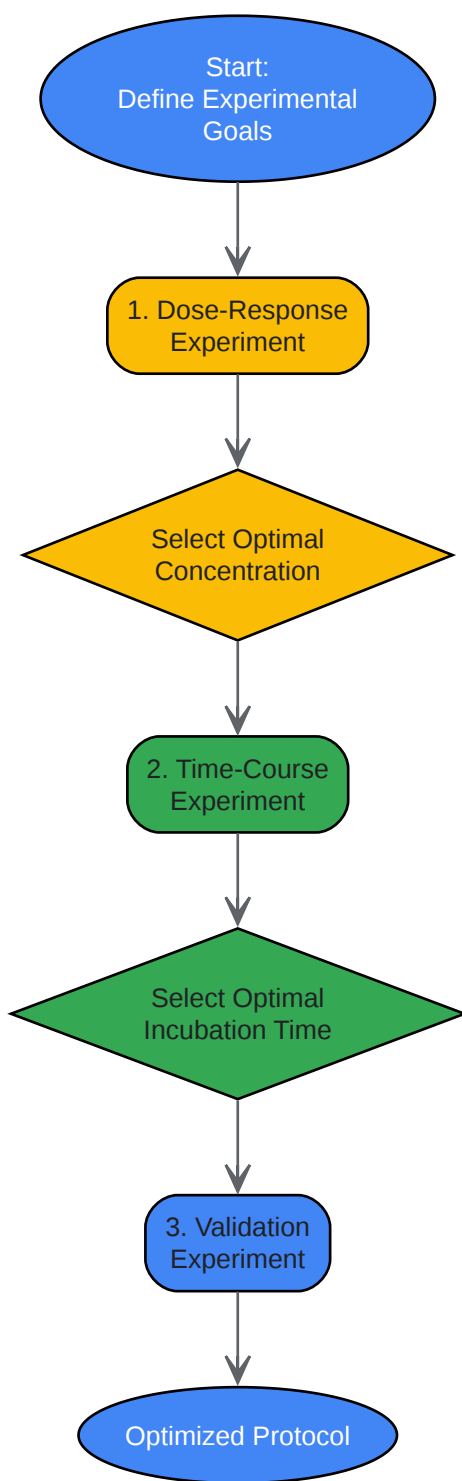 Start:
Define Experimental
Goals
1. Dose-Response
Experiment
Select Optimal
Concentration
2. Time-Course
Experiment
Select Optimal
Incubation Time
3. Validation
Experiment
Optimized Protocol